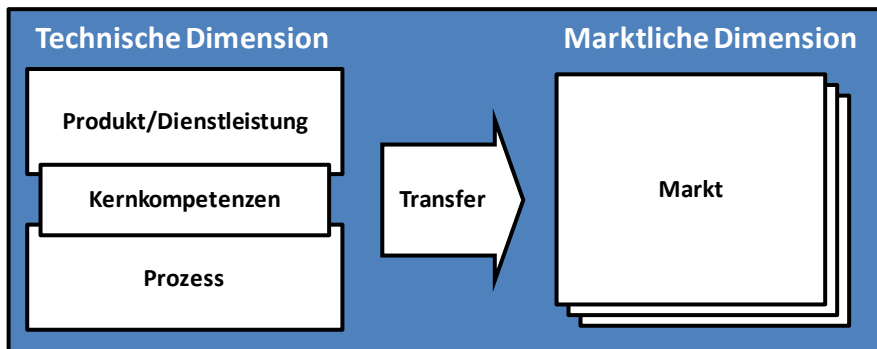 Technische Dimension
Produkt/Dienstleistung
Kernkompetenzen
Prozess
Transfer
Marktliche Dimension
Markt